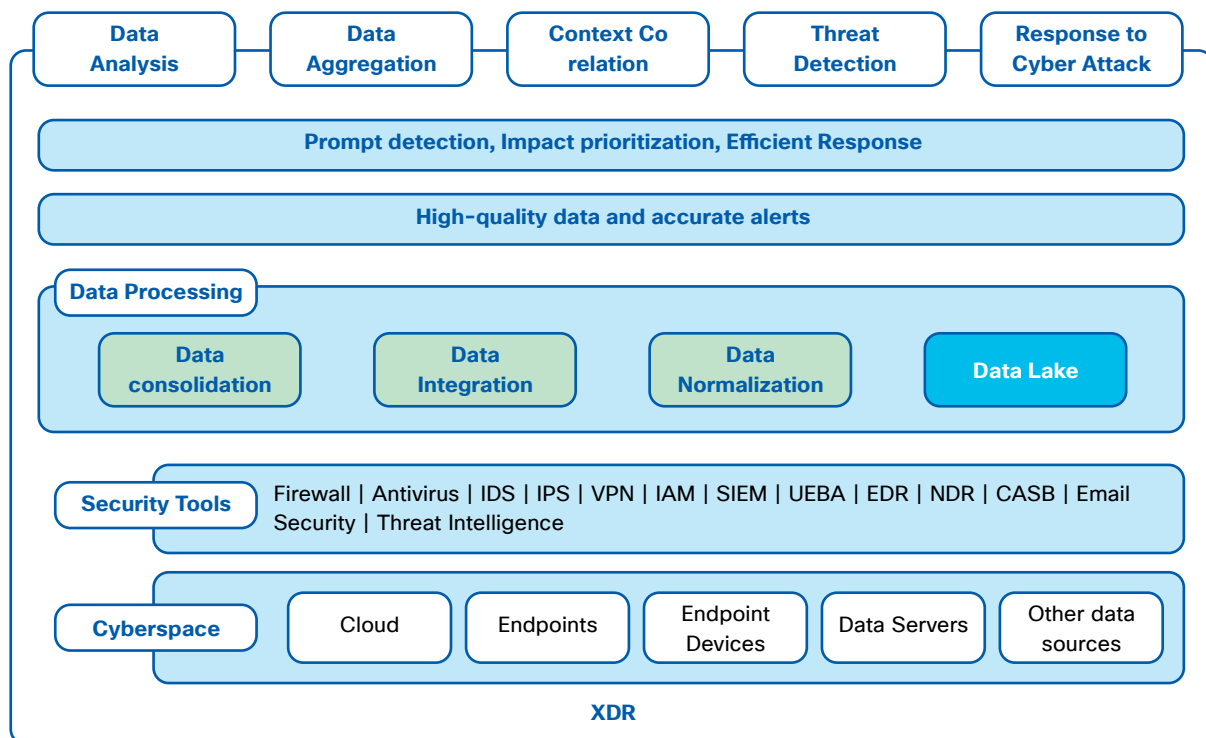 Data
Analysis
Data
Aggregation
Context Co
relation
Threat
Detection
Response to
Cyber Attack
Prompt detection, Impact prioritization, Efficient Response
High-quality data and accurate alerts
Data Processing
Data
consolidation
Data
Integration
Data
Normalization
Data Lake
Security Tools
Firewall | Antivirus | IDS | IPS | VPN | IAM | SIEM | UEBA | EDR | NDR | CASB | Email
Security | Threat Intelligence
Cyberspace
Cloud
Endpoints
Endpoint
Devices
Data Servers
Other data
sources
XDR